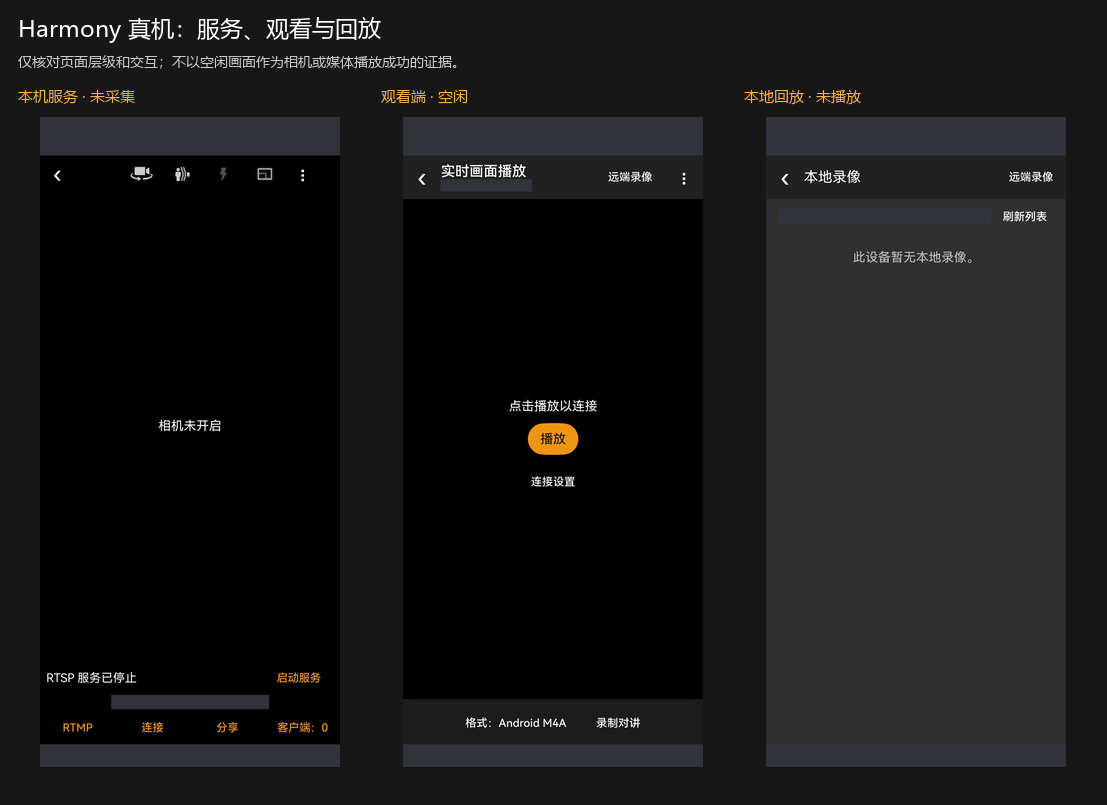 Harmony 真机：服务、观看与回放
仅核对页面层级和交互；不以空闲画面作为相机或媒体播放成功的证据。
本机服务 · 未采集
相机未开启
RTSP 服务已停止
启动服务
RTMP
连接
分享
客户端：0
观看端 · 空闲
实时画面播放
远端录像
点击播放以连接
播放
连接设置
格式：Android M4A
录制对讲
本地回放 · 未播放
本地录像
远端录像
刷新列表
此设备暂无本地录像。